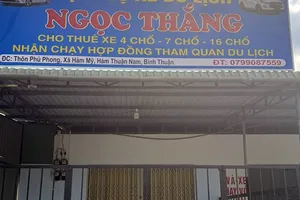 NGỌC THẮNG
CHO THUÊ XE 4 CHỖ - 7 CHỖ - 16 CHỖ
NHẬN CHẠY HỢP ĐỒNG THAM QUAN DU LỊCH
ĐC: Thôn Phú Phong, Xã Hàm Mỹ, Hàm Thuận Nam, Bình Thuận ĐT: 0799087559